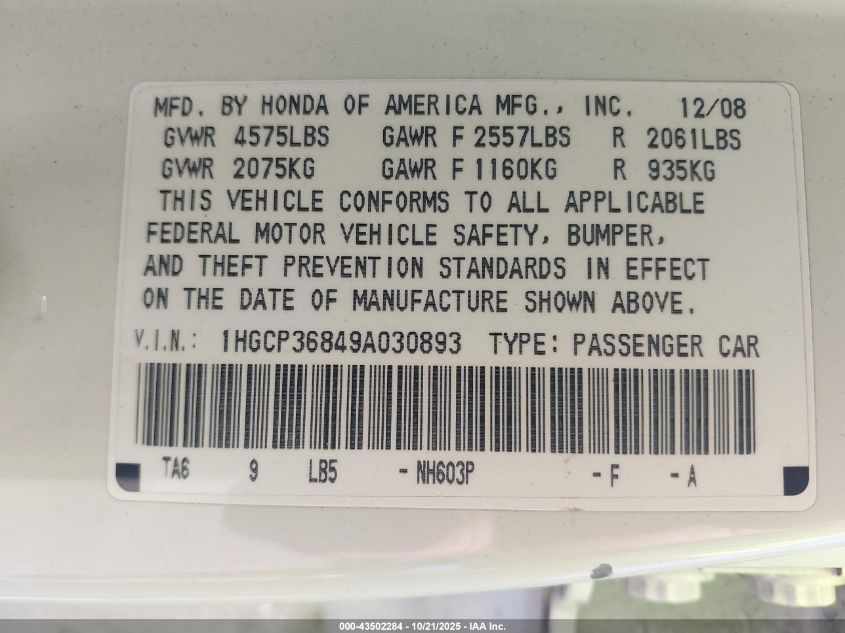 MFD. BY HONDA OF AMERICA MFG., INC. 12/08
GVWR 4575LBS GAWR F 2557LBS R 2061LBS
GVWR 2075KG GAWR F 1160KG R 935KG
THIS VEHICLE CONFORMS TO ALL APPLICABLE
FEDERAL MOTOR VEHICLE SAFETY, BUMPER,
AND THEFT PREVENTION STANDARDS IN EFFECT
ON THE DATE OF MANUFACTURE SHOWN ABOVE.
V.I.N.: 1HGCP36849A030893 TYPE: PASSENGER CAR
TA6 9 LB5 -NH603P -F -A
000-43502284 - 10/21/2025 - IAA Inc.